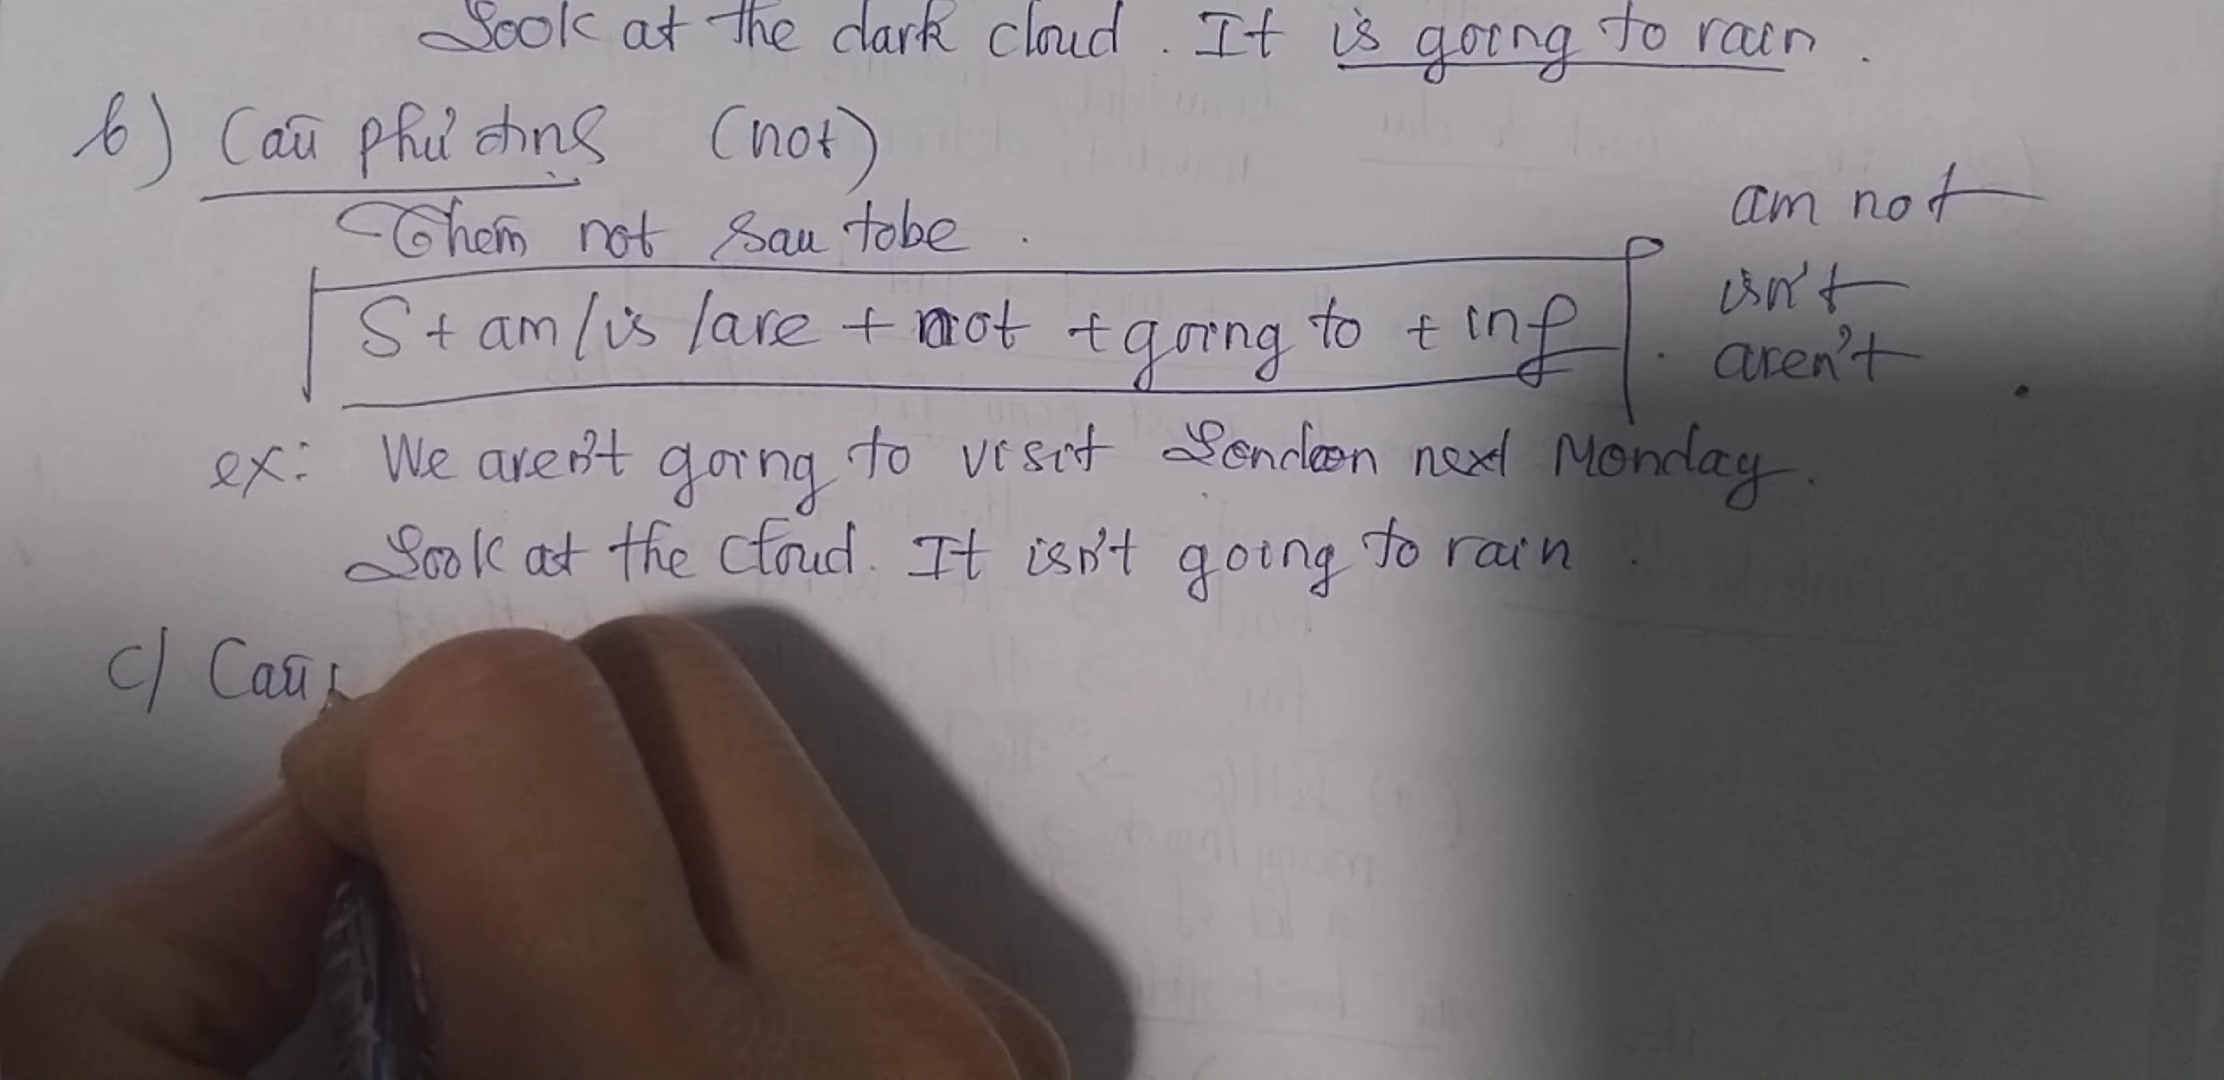 Look at the dark cloud. It is going to rain.
b) Câu phủ định (not)
Thêm not sau tobe.
am not
S + am / is / are + not + going to + inf.
isn't
aren't
ex: We aren't going to visit London next Monday.
Look at the cloud. It isn't going to rain.
c) Câu